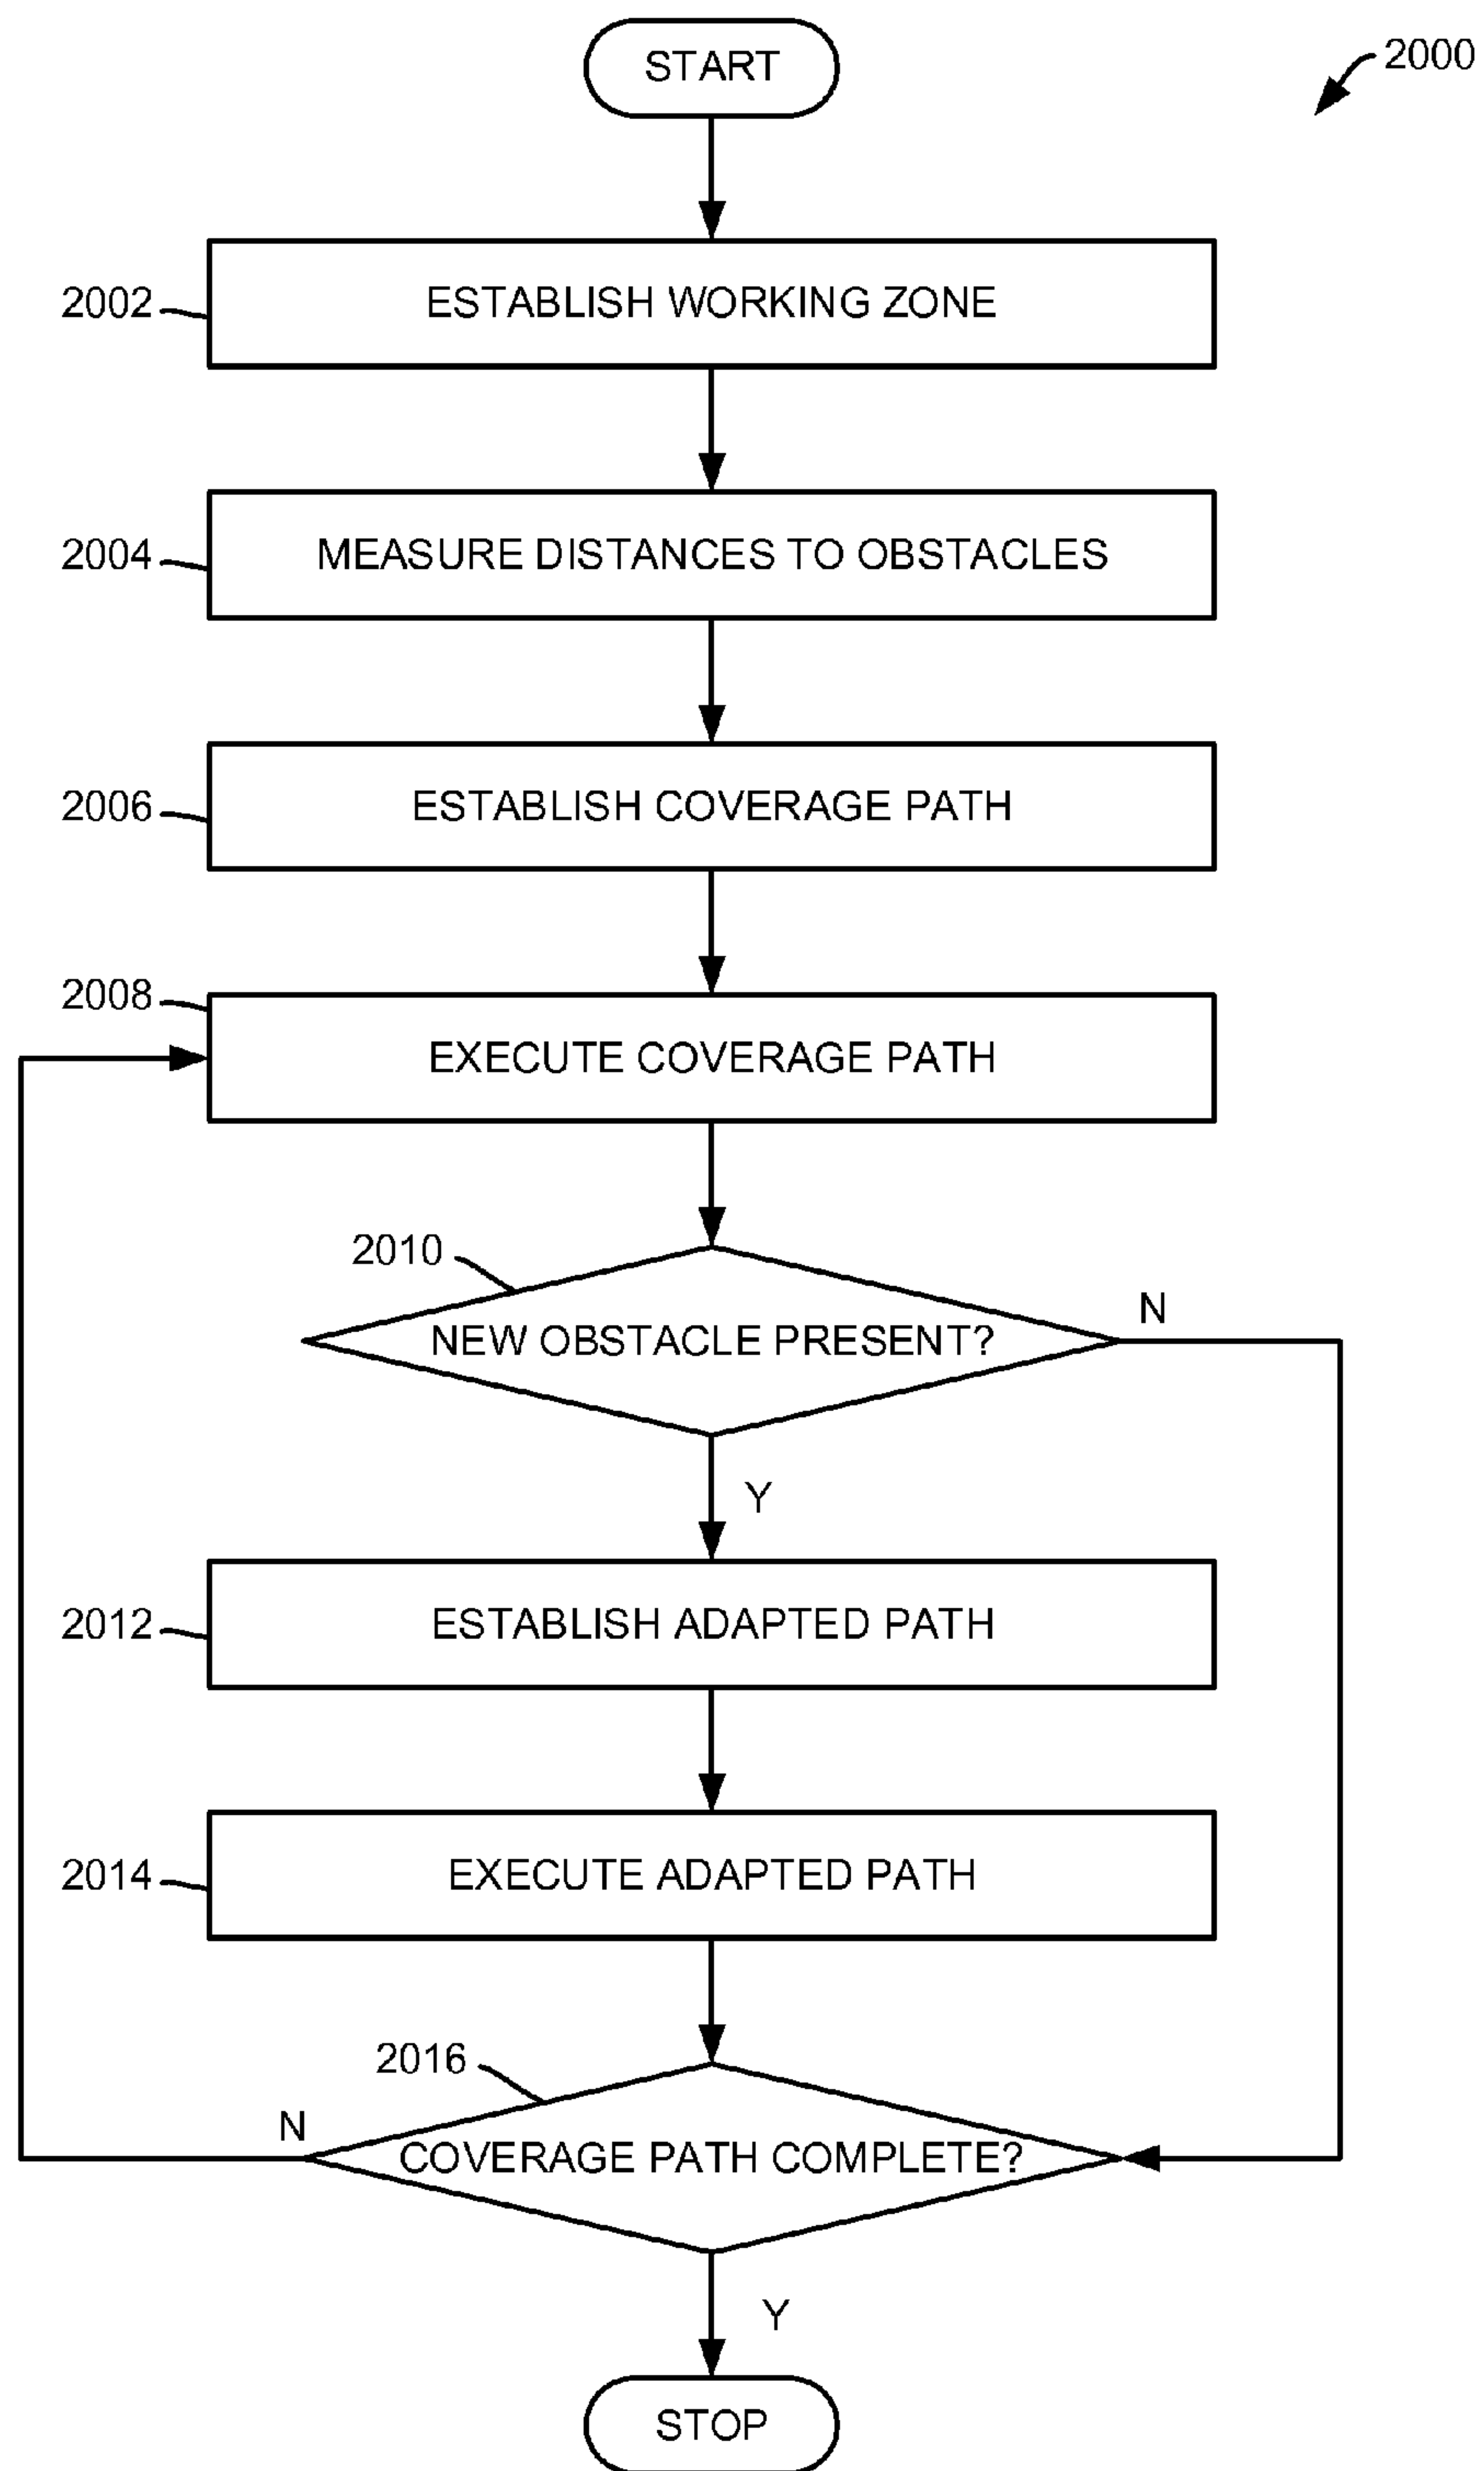 START
2000
2002
ESTABLISH WORKING ZONE
2004
MEASURE DISTANCES TO OBSTACLES
2006
ESTABLISH COVERAGE PATH
2008
EXECUTE COVERAGE PATH
2010
NEW OBSTACLE PRESENT?
N
Y
2012
ESTABLISH ADAPTED PATH
2014
EXECUTE ADAPTED PATH
2016
N
COVERAGE PATH COMPLETE?
Y
STOP